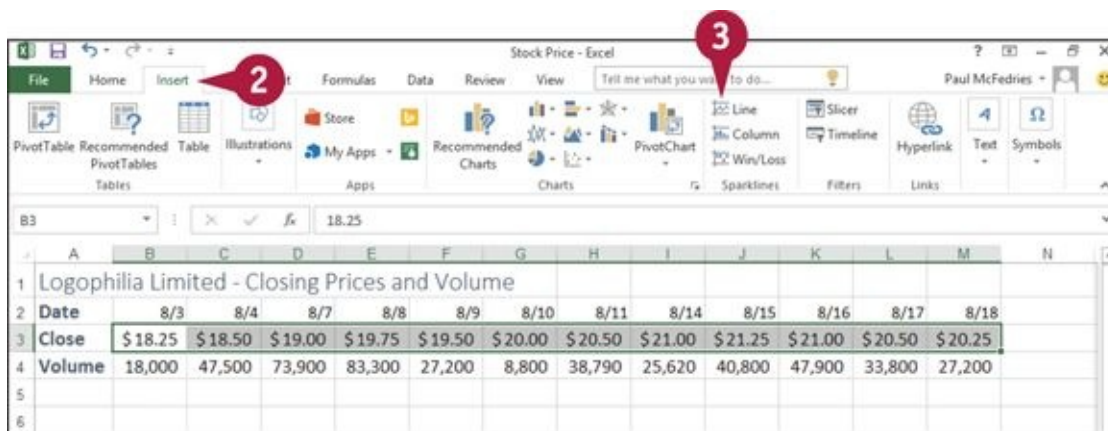 3
Stock Price - Excel
?
2
File Home Insert Formulas Data Review View Tell me what you want to do... Paul McFedries
PivotTable Recommended PivotTables Table Illustrations Store My Apps Recommended Charts PivotChart Line Column Win/Loss Slicer Timeline Hyperlink Text Symbols
Tables Apps Charts Sparklines Filters Links
B3 fx 18.25
A B C D E F G H I J K L M N
1 Logophilia Limited - Closing Prices and Volume
2 Date 8/3 8/4 8/7 8/8 8/9 8/10 8/11 8/14 8/15 8/16 8/17 8/18
3 Close $18.25 $18.50 $19.00 $19.75 $19.50 $20.00 $20.50 $21.00 $21.25 $21.00 $20.50 $20.25
4 Volume 18,000 47,500 73,900 83,300 27,200 8,800 38,790 25,620 40,800 47,900 33,800 27,200
5
6